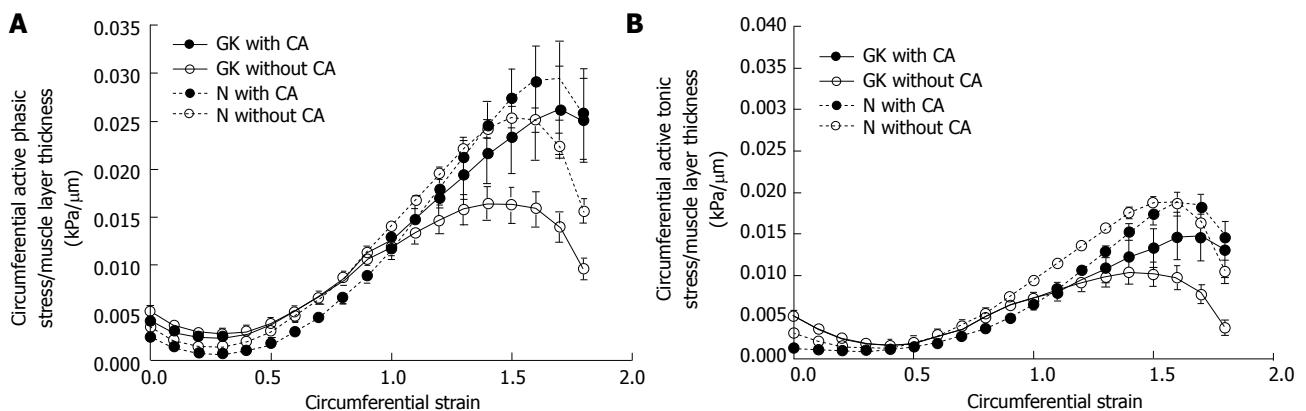 A
Circumferential active phasic
stress/muscle layer thickness
(kPa/μm)
0.035
0.030
0.025
0.020
0.015
0.010
0.005
0.000
GK with CA
GK without CA
N with CA
N without CA
0.0 0.5 1.0 1.5 2.0
Circumferential strain
B
Circumferential active tonic
stress/muscle layer thickness
(kPa/μm)
0.040
0.035
0.030
0.025
0.020
0.015
0.010
0.005
0.000
GK with CA
GK without CA
N with CA
N without CA
0.0 0.5 1.0 1.5 2.0
Circumferential strain